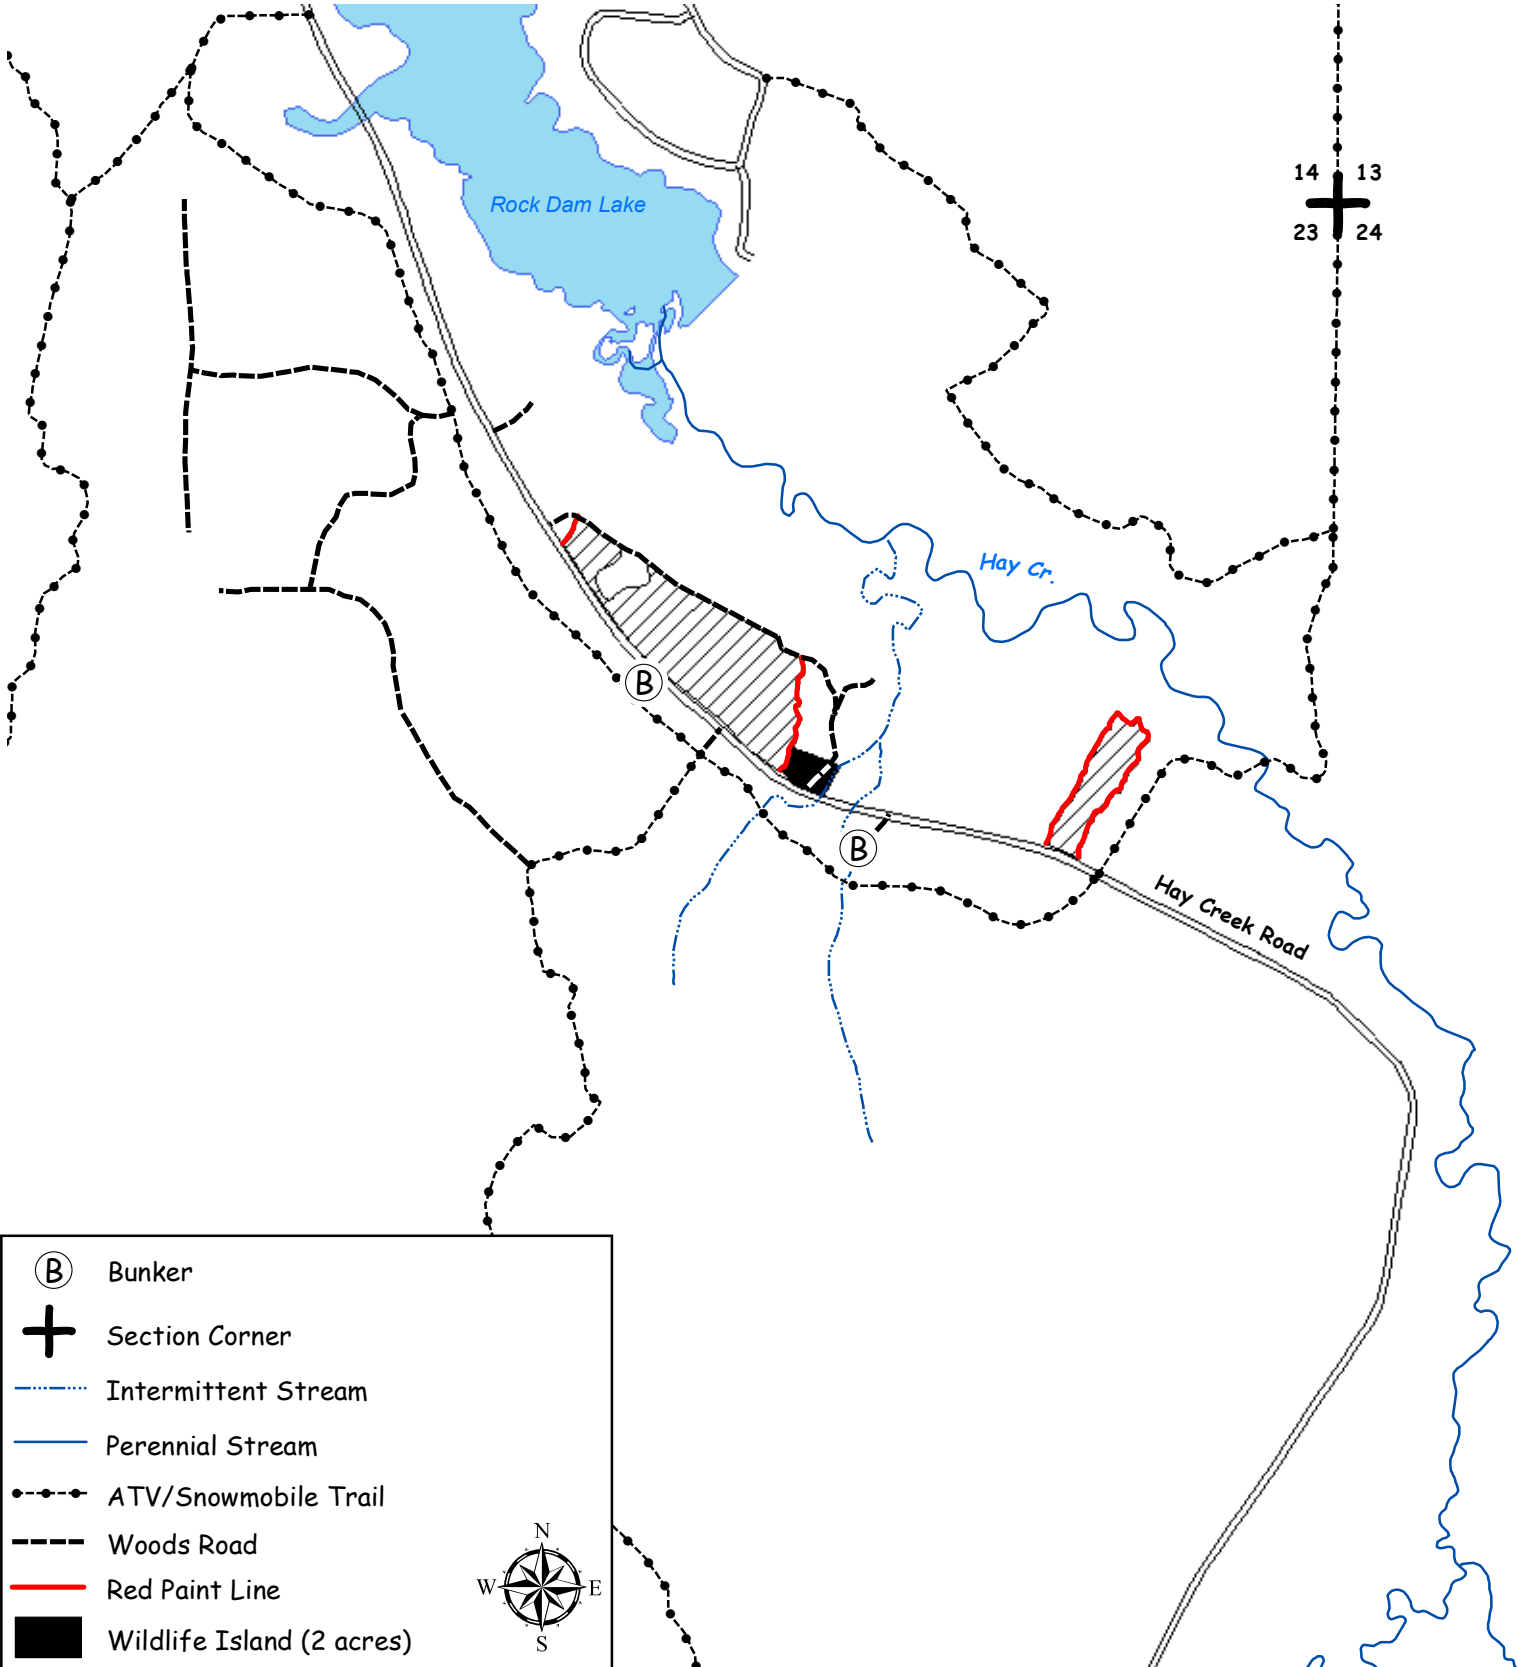 14 13
Rock Dam Lake
23 24
Hay Cr.
B
B
Hay Creek Road
B Bunker
Section Corner
Intermittent Stream
Perennial Stream
ATV/Snowmobile Trail
Woods Road
Red Paint Line
Wildlife Island (2 acres)
N
W E
S